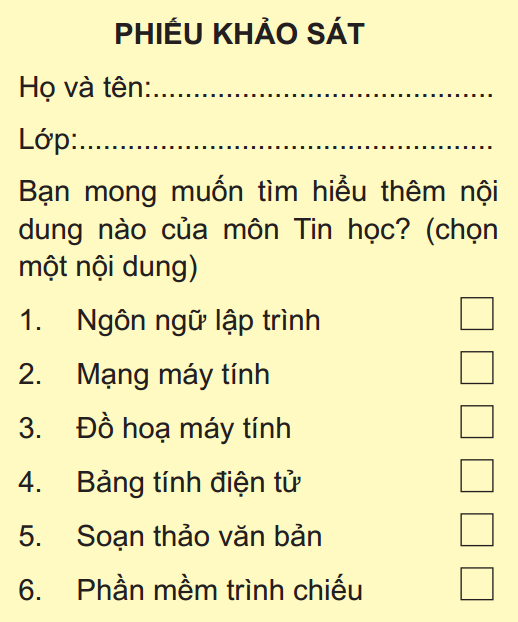 PHIẾU KHẢO SÁT
Họ và tên:..........................................
Lớp:...................................................
Bạn mong muốn tìm hiểu thêm nội
dung nào của môn Tin học? (chọn
một nội dung)
1. Ngôn ngữ lập trình
2. Mạng máy tính
3. Đồ hoạ máy tính
4. Bảng tính điện tử
5. Soạn thảo văn bản
6. Phần mềm trình chiếu